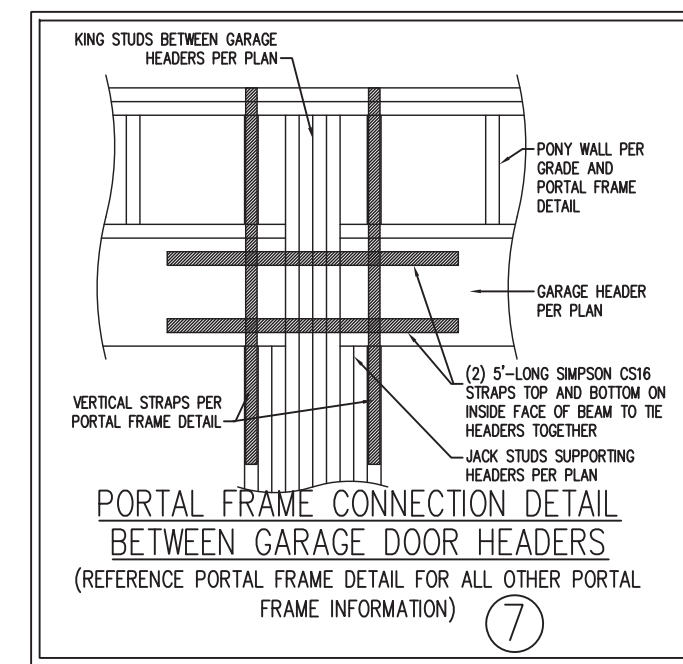 KING STUDS BETWEEN GARAGE
HEADERS PER PLAN
PONY WALL PER
GRADE AND
PORTAL FRAME
DETAIL
GARAGE HEADER
PER PLAN
(2) 5'-LONG SIMPSON CS16
STRAPS TOP AND BOTTOM ON
INSIDE FACE OF BEAM TO TIE
HEADERS TOGETHER
VERTICAL STRAPS PER
PORTAL FRAME DETAIL
JACK STUDS SUPPORTING
HEADERS PER PLAN
PORTAL FRAME CONNECTION DETAIL
BETWEEN GARAGE DOOR HEADERS
(REFERENCE PORTAL FRAME DETAIL FOR ALL OTHER PORTAL
FRAME INFORMATION)
7